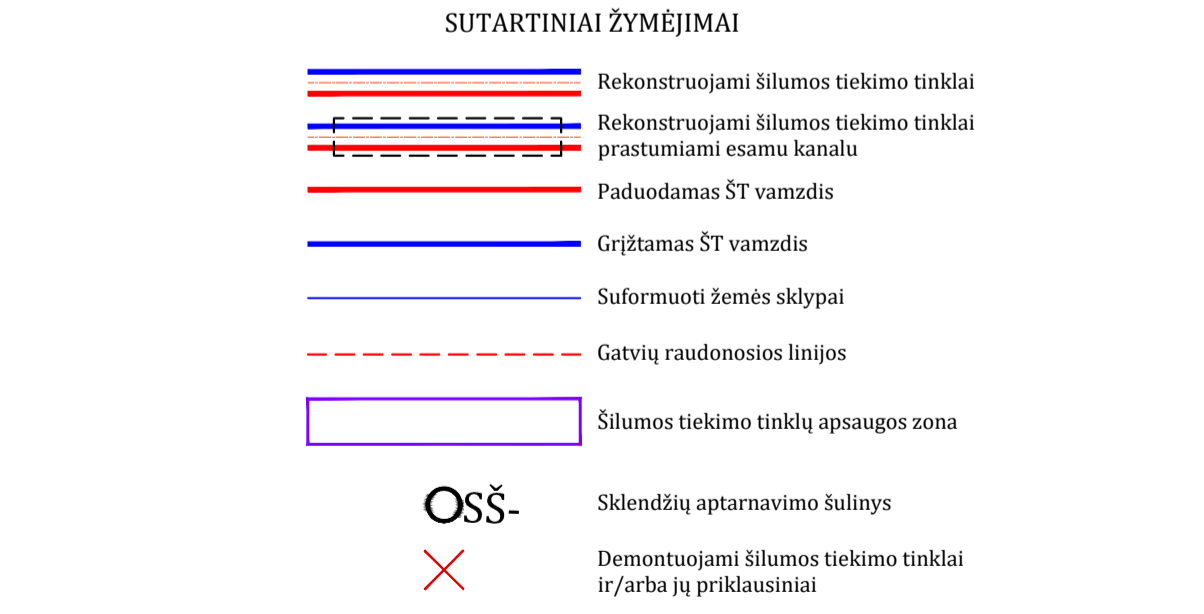 SUTARTINIAI ŽYMĖJIMAI
Rekonstruojami šilumos tiekimo tinklai
Rekonstruojami šilumos tiekimo tinklai
prastumiami esamu kanalu
Paduodamas ŠT vamzdis
Grįžtamas ŠT vamzdis
Suformuoti žemės sklypai
Gatvių raudonosios linijos
Šilumos tiekimo tinklų apsaugos zona
SŠ-
Sklendžių aptarnavimo šulinys
Demontuojami šilumos tiekimo tinklai
ir/arba jų priklausiniai